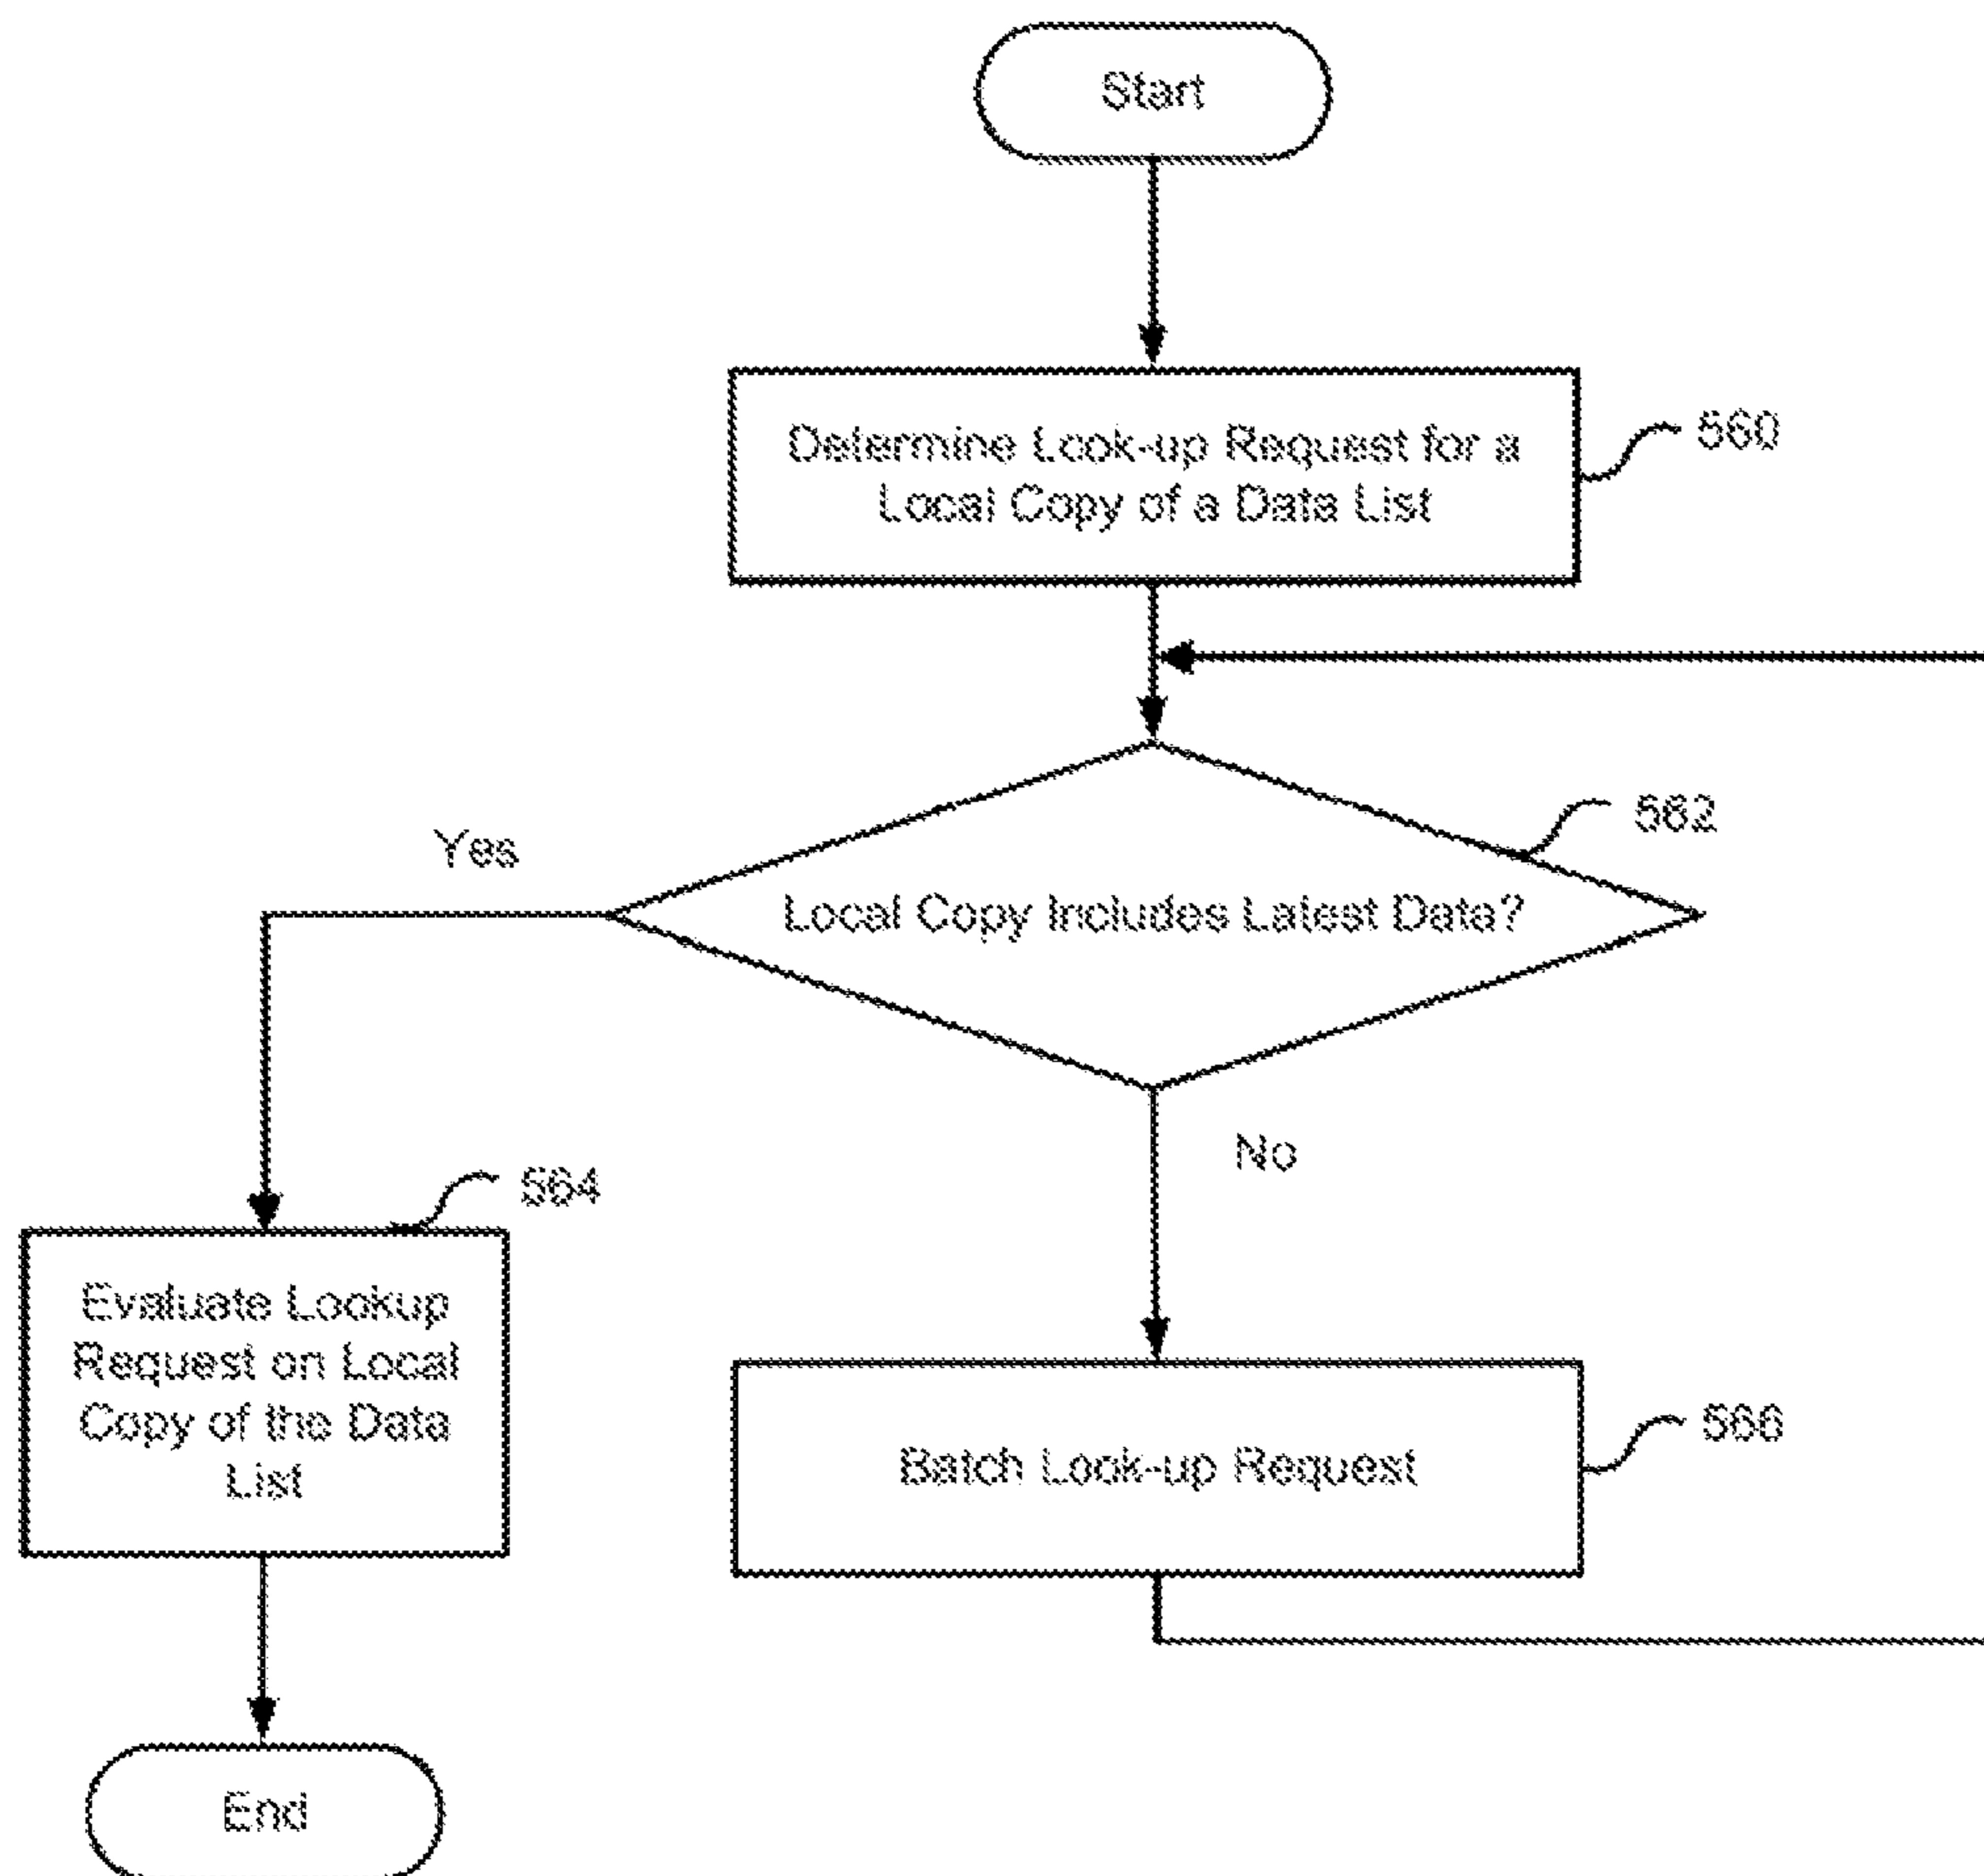 Start
Determine Look-up Request for a
Local Copy of a Data List
560
562
Yes
Local Copy Includes Latest Data?
No
564
Evaluate Lookup
Request on Local
Copy of the Data
List
Batch Look-up Request
566
End